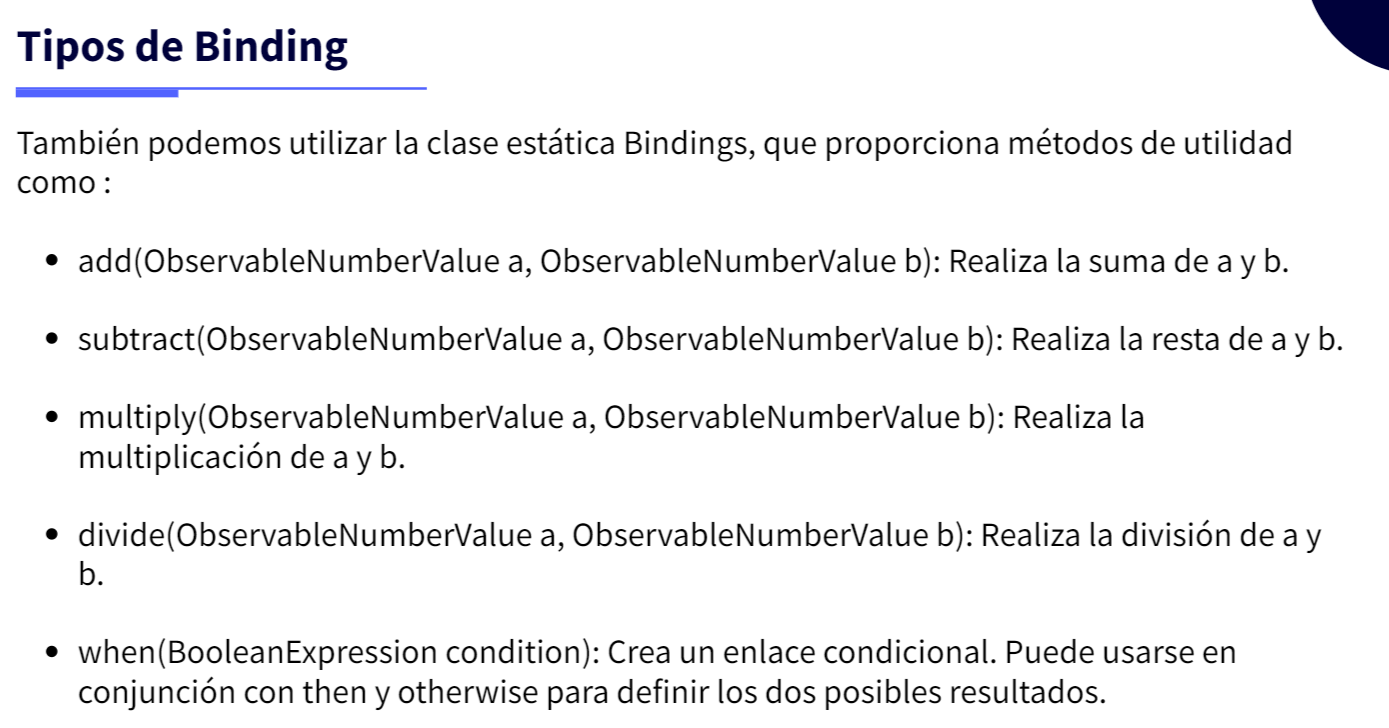 Tipos de Binding
También podemos utilizar la clase estática Bindings, que proporciona métodos de utilidad
como :
• add(ObservableNumberValue a, ObservableNumberValue b): Realiza la suma de a y b.
• subtract(ObservableNumberValue a, ObservableNumberValue b): Realiza la resta de a y b.
• multiply(ObservableNumberValue a, ObservableNumberValue b): Realiza la
multiplicación de a y b.
• divide(ObservableNumberValue a, ObservableNumberValue b): Realiza la división de a y
b.
• when(BooleanExpression condition): Crea un enlace condicional. Puede usarse en
conjunción con then y otherwise para definir los dos posibles resultados.